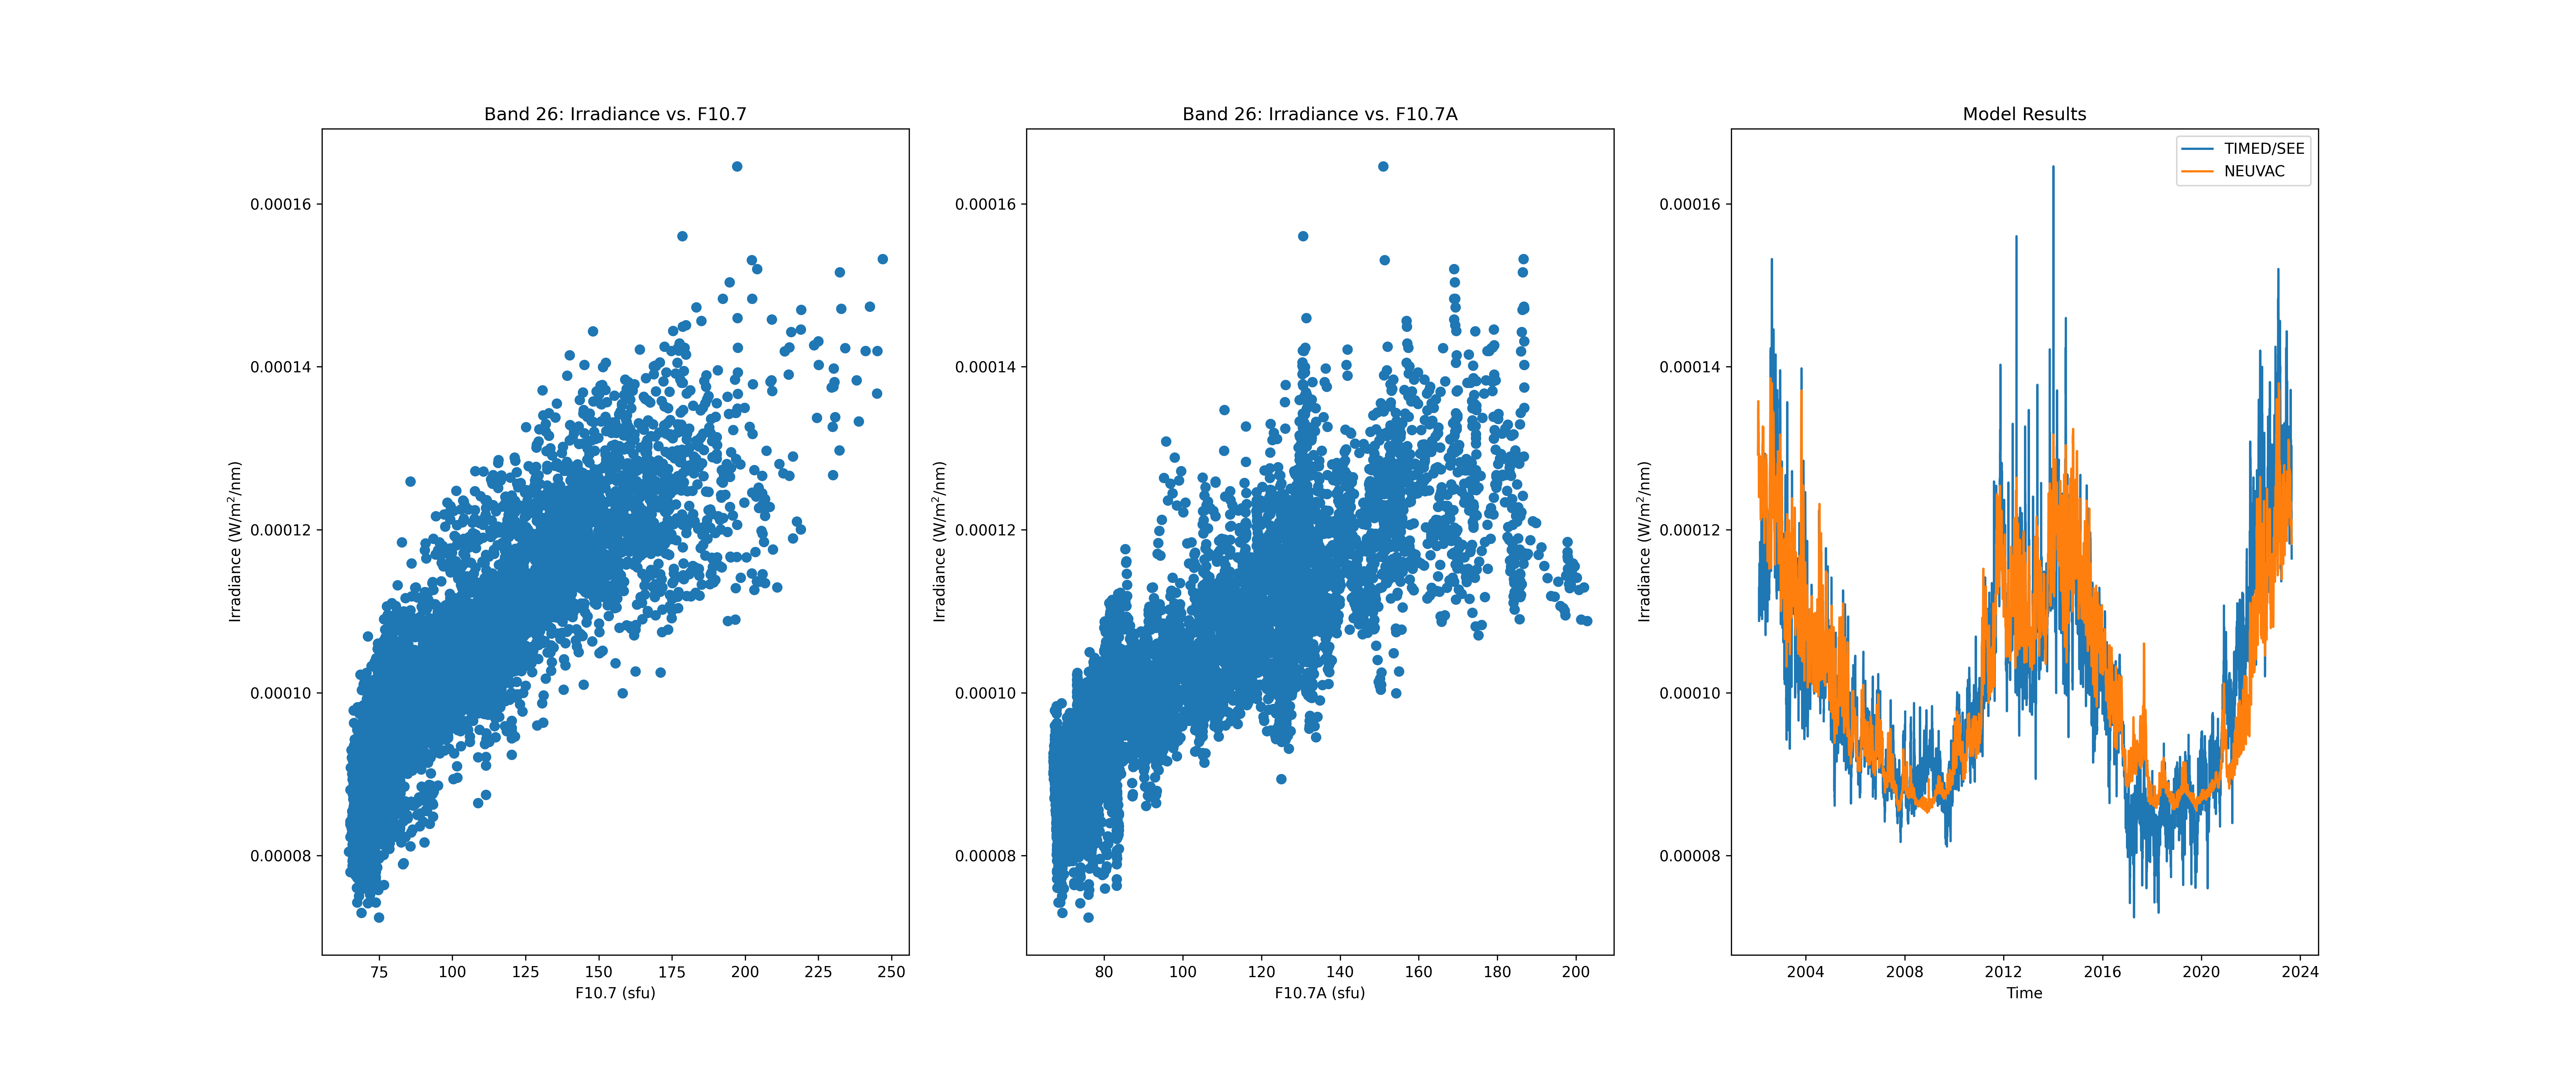 Band 26: Irradiance vs. F10.7
Irradiance (W/m²/nm)
0.00016
0.00014
0.00012
0.00010
0.00008
75 100 125 150 175 200 225 250
F10.7 (sfu)
Band 26: Irradiance vs. F10.7A
Irradiance (W/m²/nm)
0.00016
0.00014
0.00012
0.00010
0.00008
80 100 120 140 160 180 200
F10.7A (sfu)
Model Results
TIMED/SEE
NEUVAC
Irradiance (W/m²/nm)
0.00016
0.00014
0.00012
0.00010
0.00008
2004 2008 2012 2016 2020 2024
Time